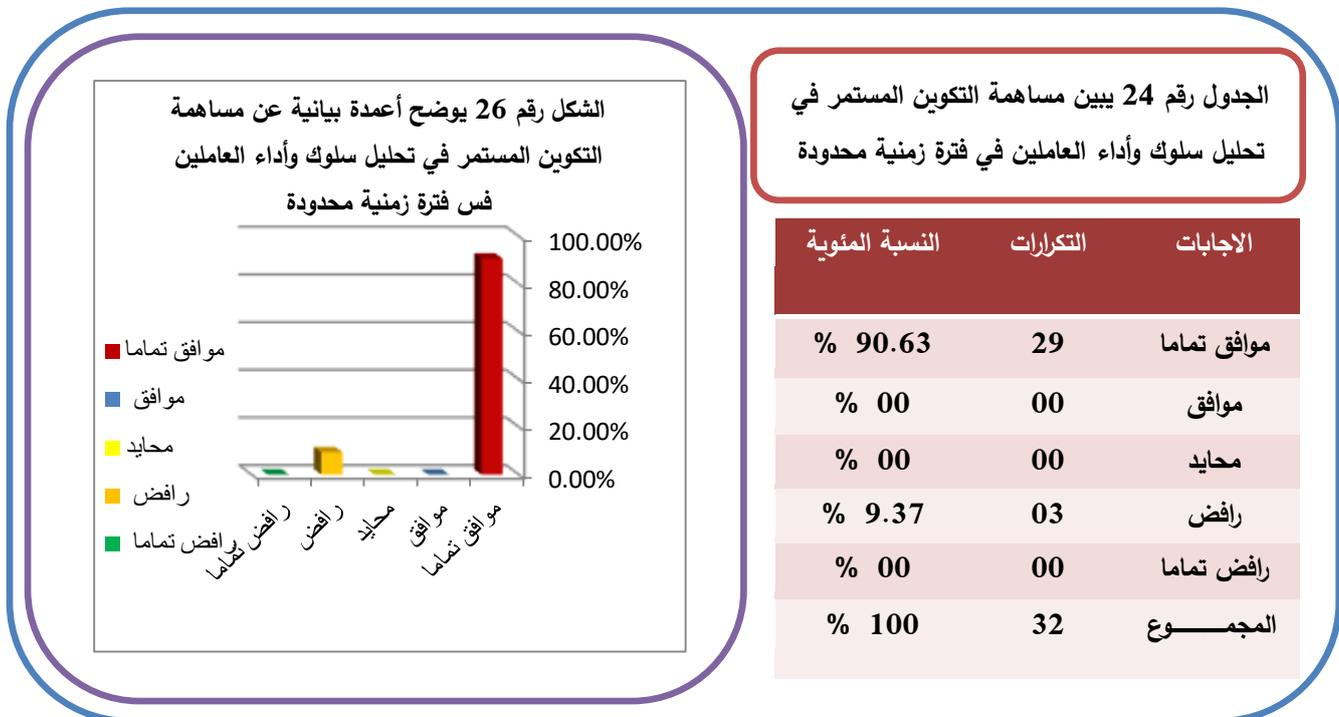 الجدول رقم 24 يبين مساهمة التكوين المستمر في
تحليل سلوك وأداء العاملين في فترة زمنية محدودة
الاجابات التكرارات النسبة المئوية
موافق تماما 29 90.63 %
موافق 00 00 %
محايد 00 00 %
رافض 03 9.37 %
رافض تماما 00 00 %
المجمـــــــوع 32 100 %
الشكل رقم 26 يوضح أعمدة بيانية عن مساهمة
التكوين المستمر في تحليل سلوك وأداء العاملين
فس فترة زمنية محدودة
100.00%
80.00%
60.00%
40.00%
20.00%
0.00%
موافق تماما
موافق
محايد
رافض
رافض تماما
موافق تماما
موافق
محايد
رافض
رافض تماما